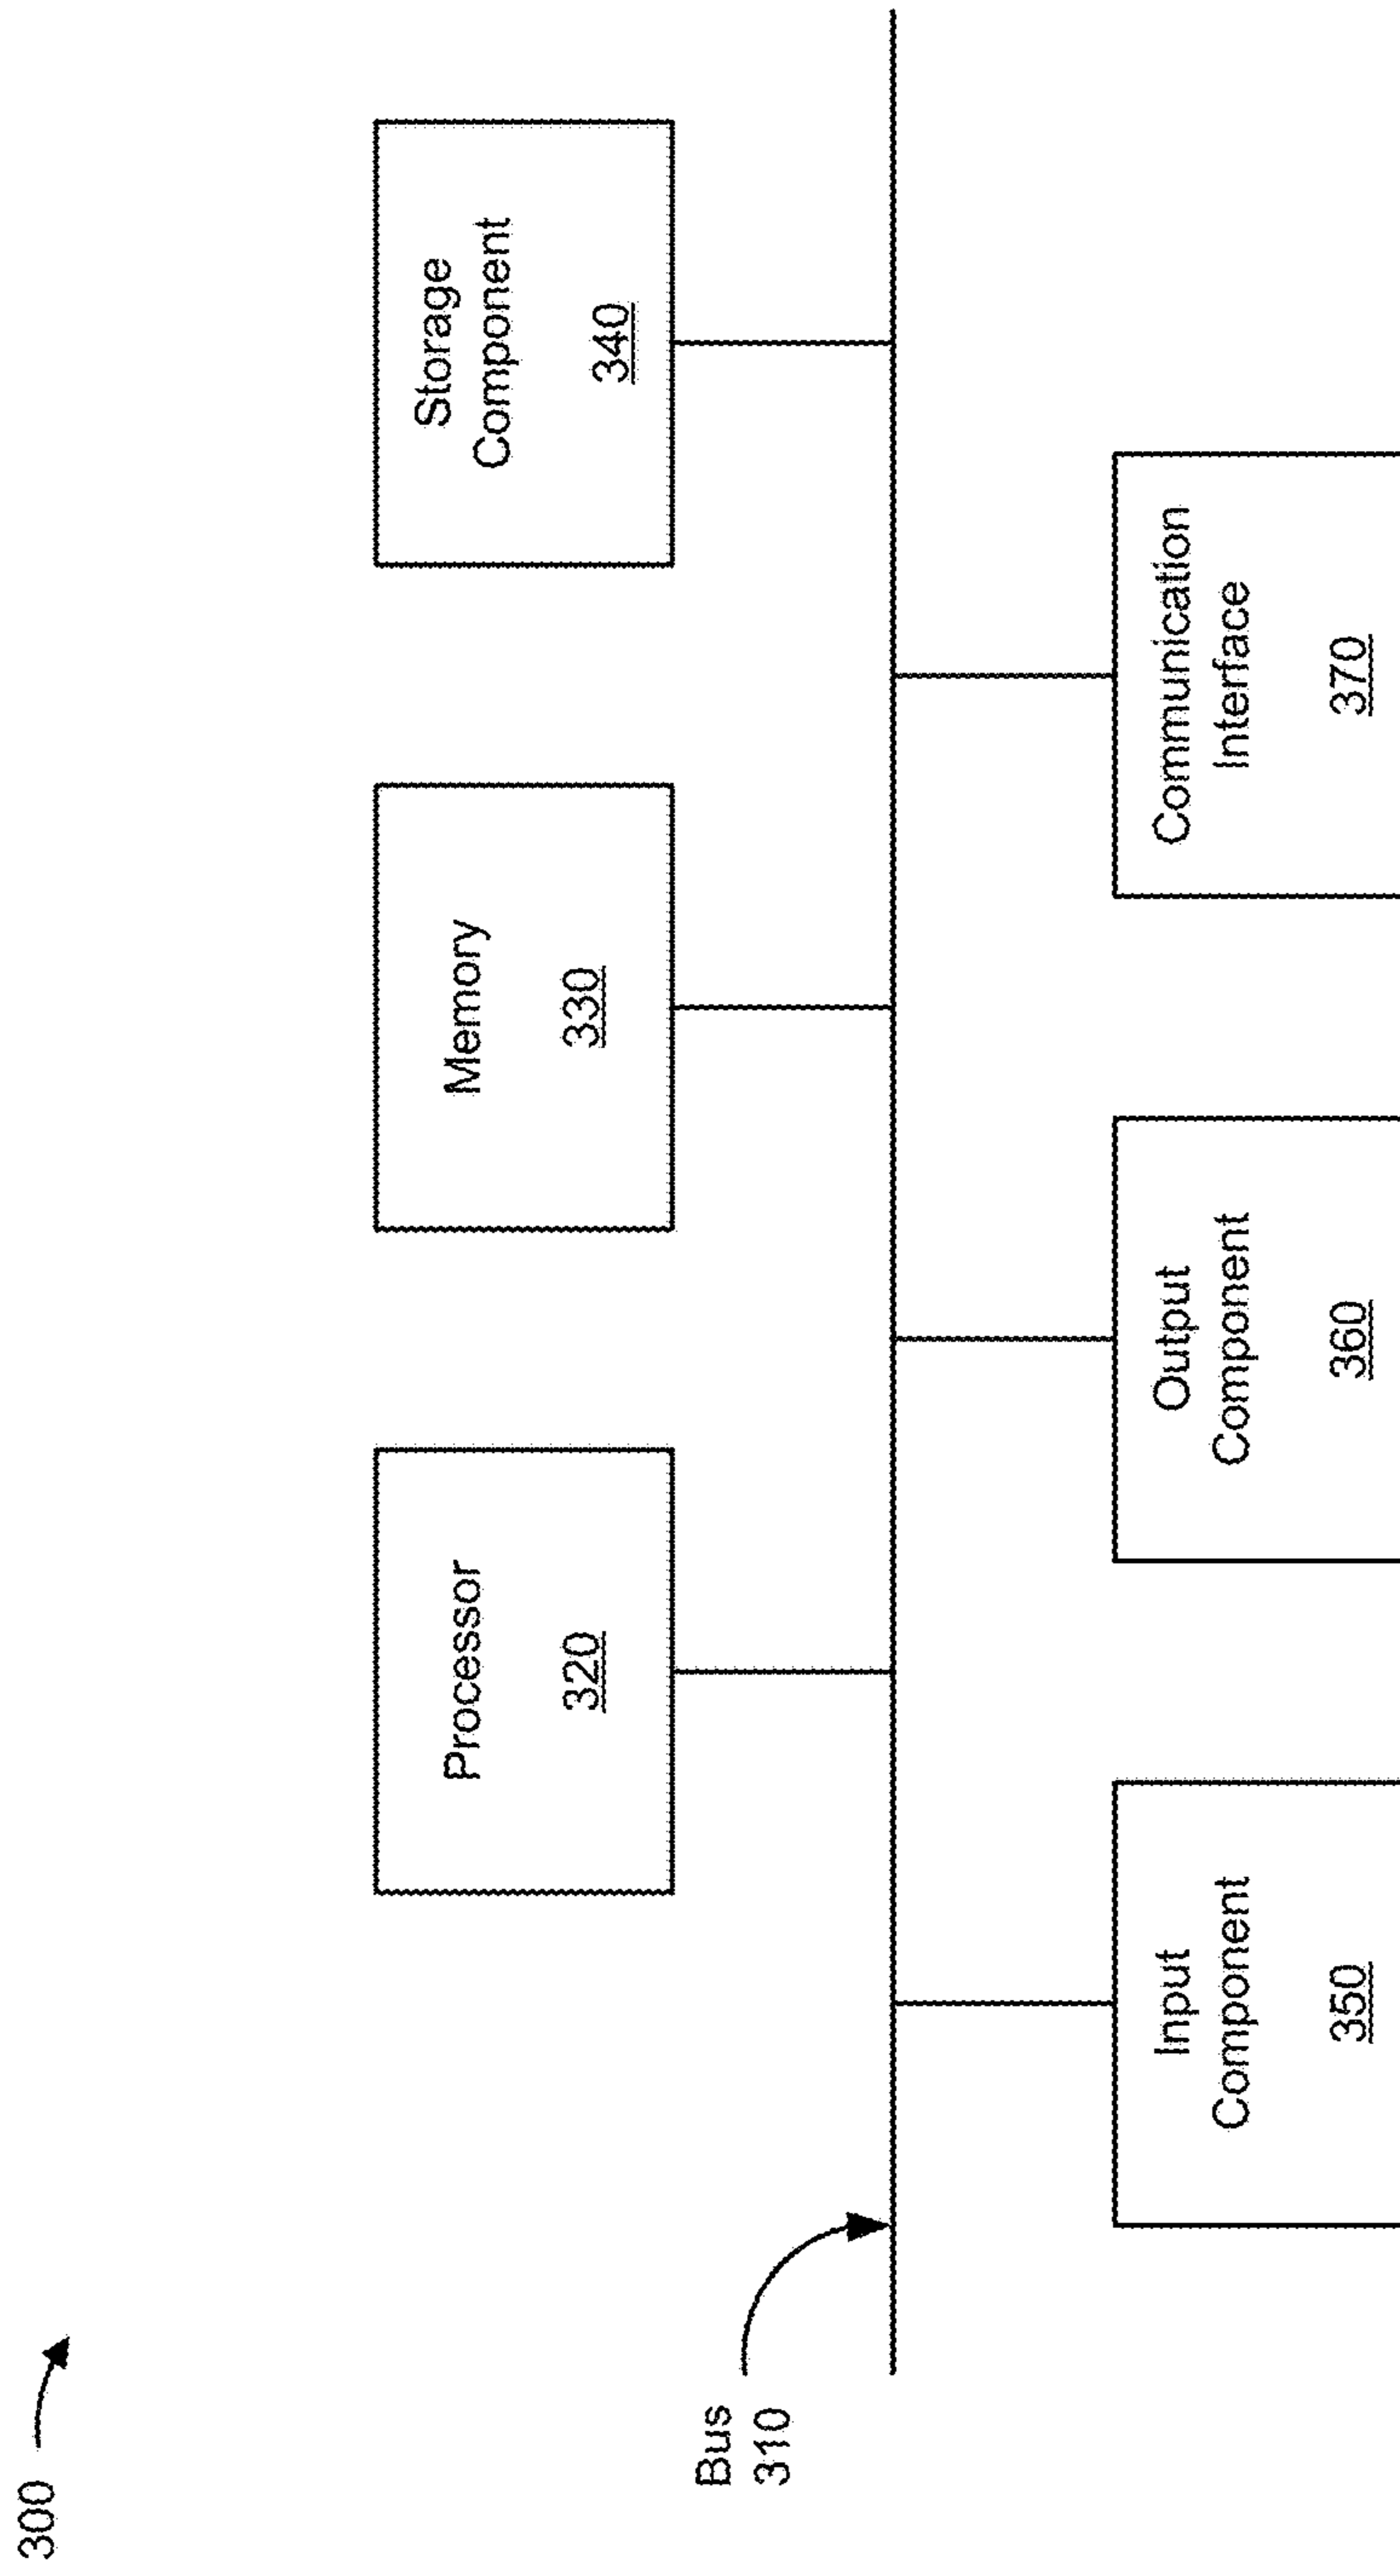 300
Processor
320
Memory
330
Storage
Component
340
Bus
310
Input
Component
350
Output
Component
360
Communication
Interface
370